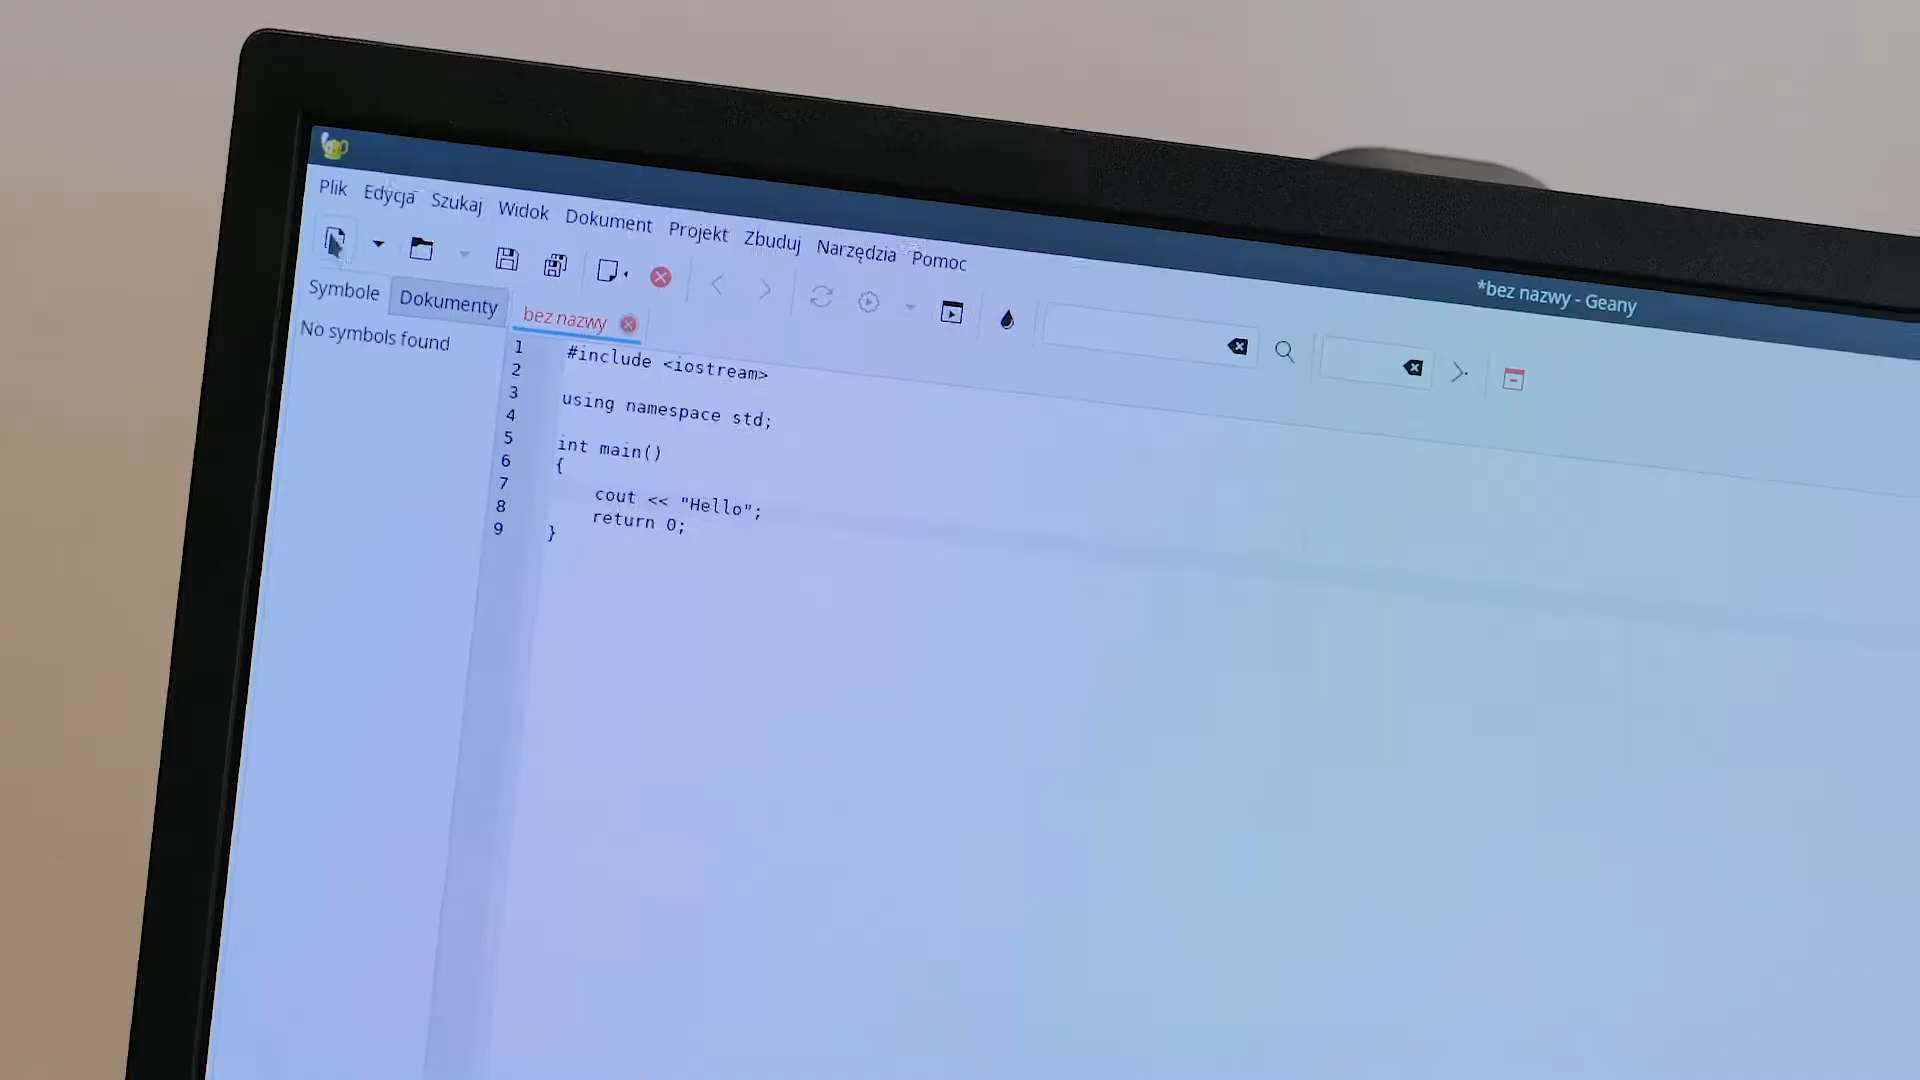 *bez nazwy - Geany
Plik Edycja Szukaj Widok Dokument Projekt Zbuduj Narzędzia Pomoc
Symbole Dokumenty bez nazwy
No symbols found
1 #include <iostream>
2
3 using namespace std;
4
5 int main()
6 {
7 cout << "Hello";
8 return 0;
9 }